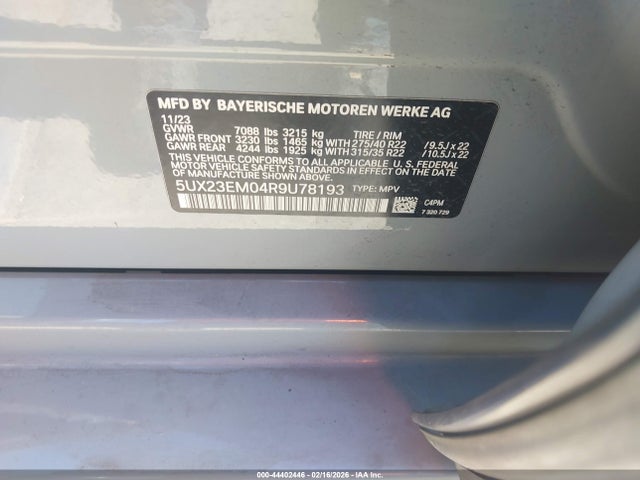 MFD BY BAYERISCHE MOTOREN WERKE AG
11/23
GVWR 7088 lbs 3215 kg TIRE / RIM
GAWR FRONT 3230 lbs 1465 kg WITH 275/40 R22 / 9.5J x 22
GAWR REAR 4244 lbs 1925 kg WITH 315/35 R22 / 10.5J x 22
THIS VEHICLE CONFORMS TO ALL APPLICABLE U. S. FEDERAL
MOTOR VEHICLE SAFETY STANDARDS IN EFFECT ON THE DATE
OF MANUFACTURE SHOWN ABOVE.
5UX23EM04R9U78193 TYPE: MPV
C4PM
7 320 729
000-44402446 - 02/16/2026 - IAA Inc.